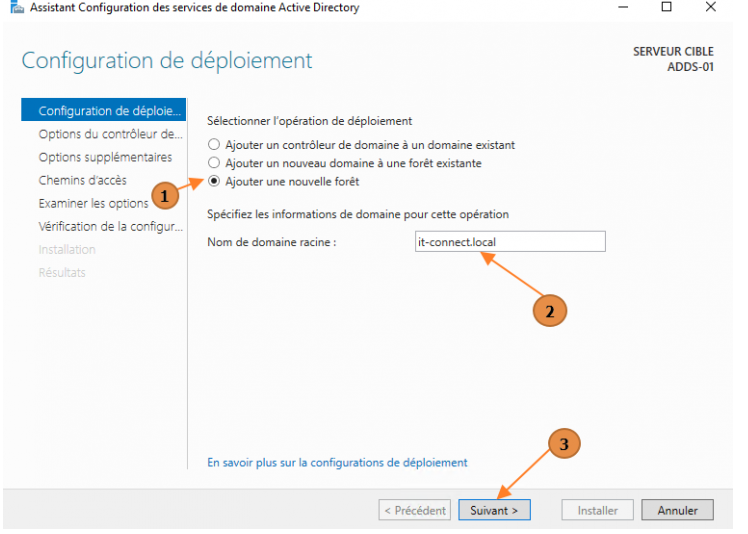 Assistant Configuration des services de domaine Active Directory
Configuration de déploiement
SERVEUR CIBLE
ADDS-01
Configuration de déploie...
Options du contrôleur de...
Options supplémentaires
Chemins d'accès
Examiner les options
Vérification de la configur...
Installation
Résultats
Sélectionner l'opération de déploiement
Ajouter un contrôleur de domaine à un domaine existant
Ajouter un nouveau domaine à une forêt existante
1
Ajouter une nouvelle forêt
Spécifiez les informations de domaine pour cette opération
Nom de domaine racine :
it-connect.local
2
3
En savoir plus sur la configurations de déploiement
< Précédent
Suivant >
Installer
Annuler